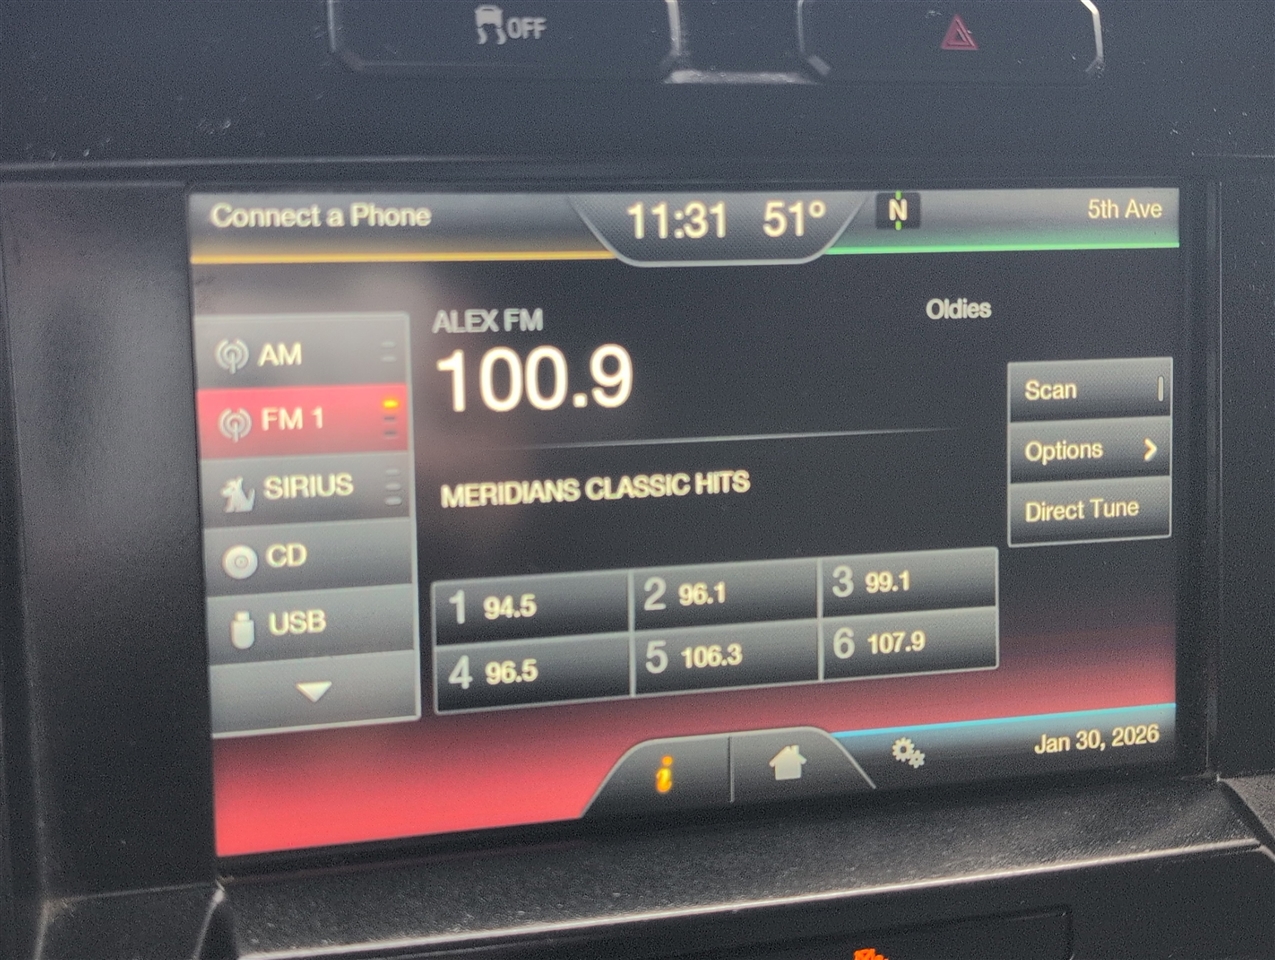 OFF
Connect a Phone
11:31 51°
N
5th Ave
AM
FM 1
SIRIUS
CD
USB
ALEX FM
Oldies
100.9
MERIDIANS CLASSIC HITS
1 94.5
2 96.1
3 99.1
4 96.5
5 106.3
6 107.9
Scan
Options
Direct Tune
i
Jan 30, 2026